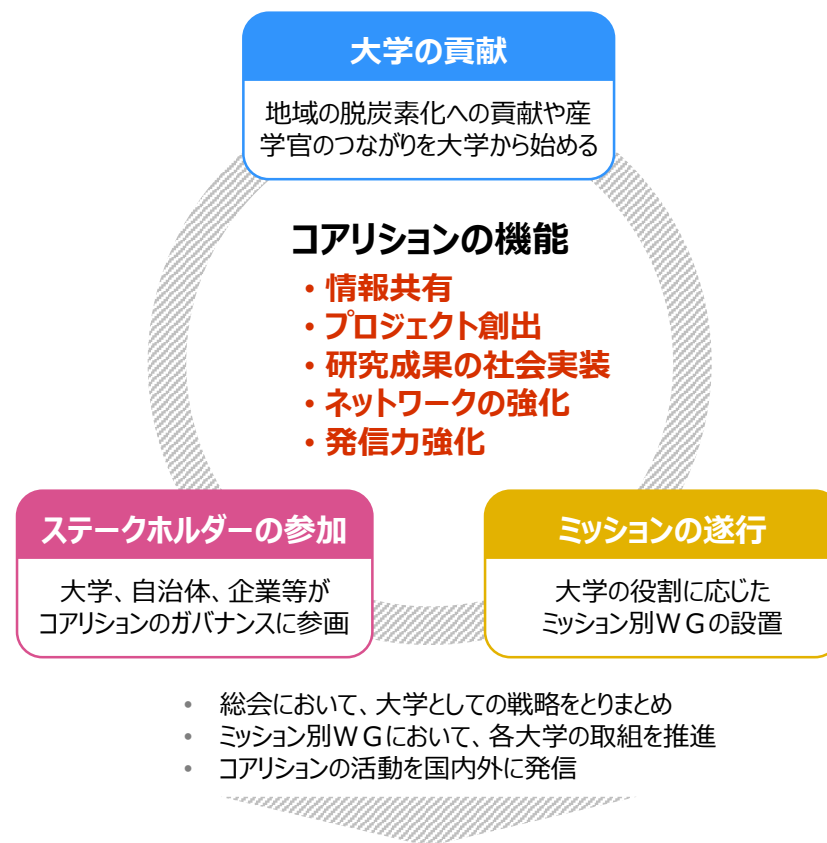 大学の貢献
地域の脱炭素化への貢献や産
学官のつながりを大学から始める
コアリションの機能
・情報共有
・プロジェクト創出
・研究成果の社会実装
・ネットワークの強化
・発信力強化
ステークホルダーの参加
大学、自治体、企業等が
コアリションのガバナンスに参画
ミッションの遂行
大学の役割に応じた
ミッション別ＷＧの設置
• 総会において、大学としての戦略をとりまとめ
• ミッション別ＷＧにおいて、各大学の取組を推進
• コアリションの活動を国内外に発信